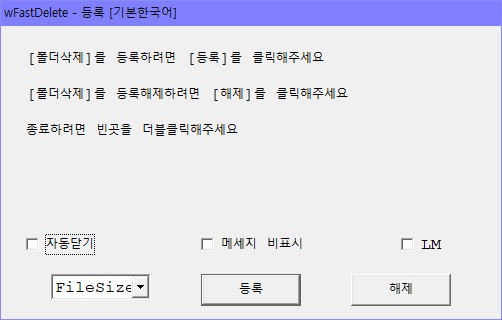 wFastDelete - 등록 [기본한국어]
[폴더삭제]를 등록하려면 [등록]를 클릭해주세요
[폴더삭제]를 등록해제하려면 [해제]를 클릭해주세요
종료하려면 빈곳을 더블클릭해주세요
자동닫기 메세지 비표시 LM
FileSize 등록 해제